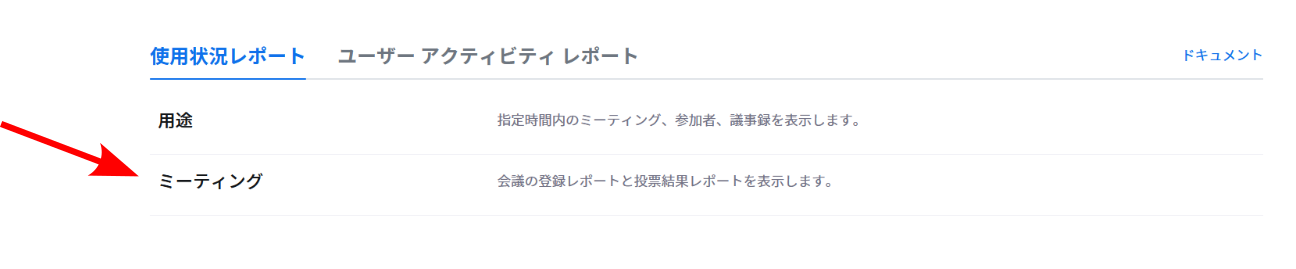 使用状況レポート ユーザー アクティビティ レポート ドキュメント
用途 指定時間内のミーティング、参加者、議事録を表示します。
ミーティング 会議の登録レポートと投票結果レポートを表示します。